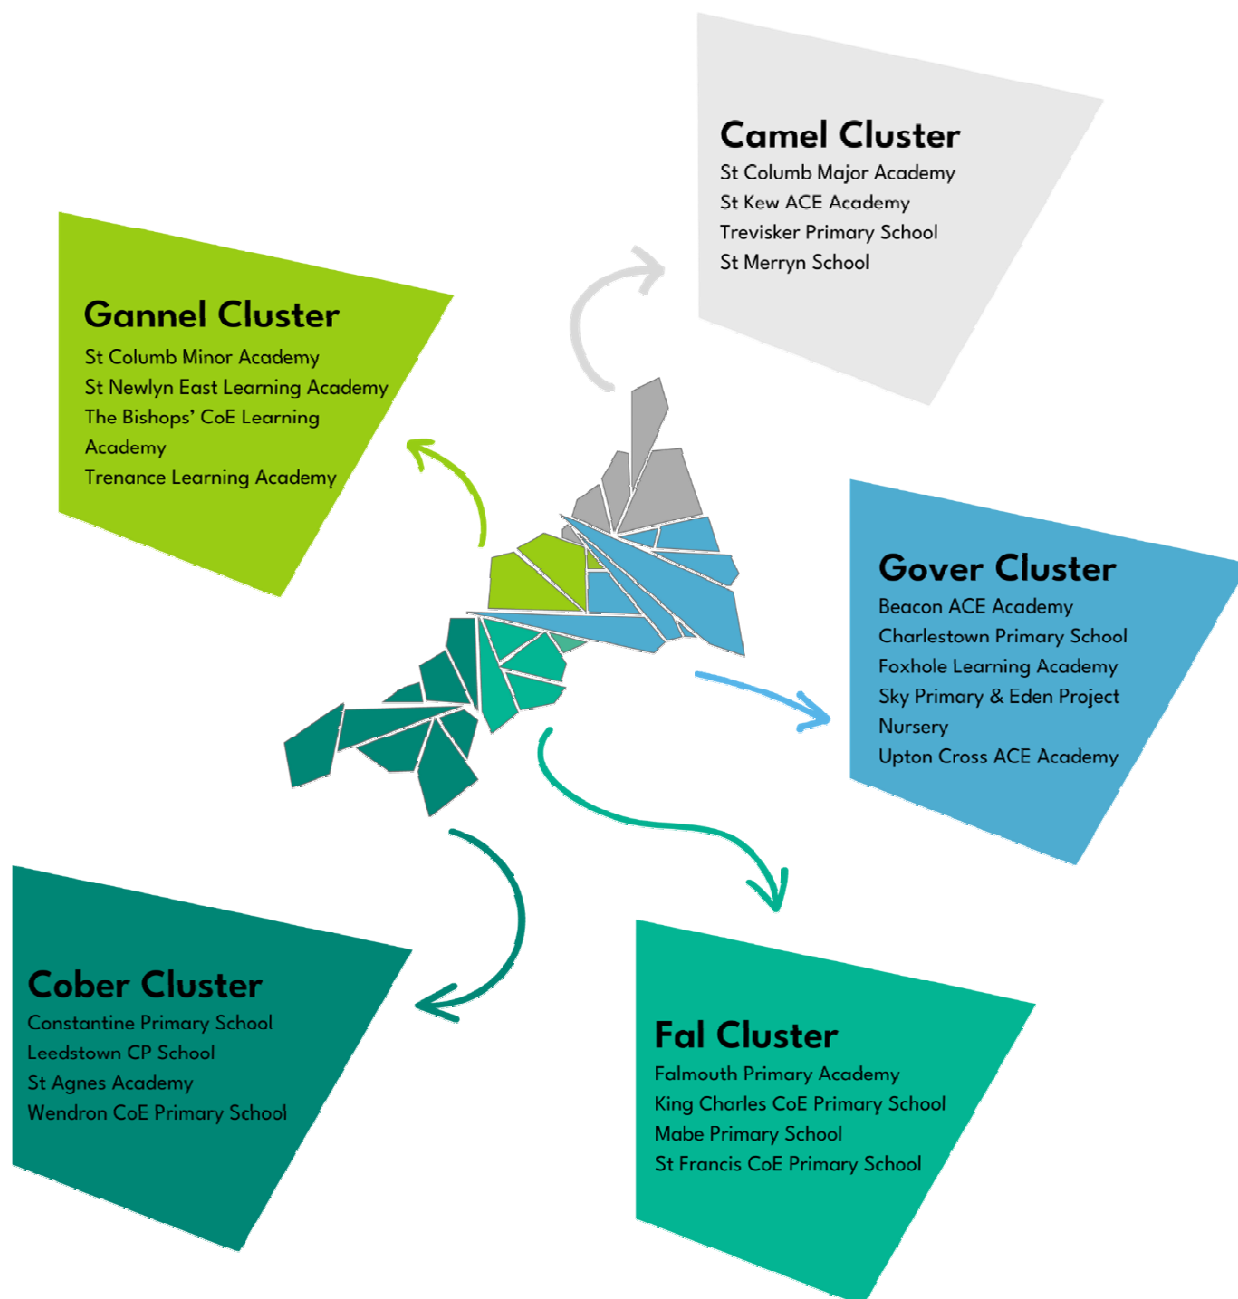 Camel Cluster
St Columb Major Academy
St Kew ACE Academy
Trevisker Primary School
St Merryn School
Gannel Cluster
St Columb Minor Academy
St Newlyn East Learning Academy
The Bishops' CoE Learning
Academy
Trenance Learning Academy
Gover Cluster
Beacon ACE Academy
Charlestown Primary School
Foxhole Learning Academy
Sky Primary & Eden Project
Nursery
Upton Cross ACE Academy
Cober Cluster
Constantine Primary School
Leedstown CP School
St Agnes Academy
Wendron CoE Primary School
Fal Cluster
Falmouth Primary Academy
King Charles CoE Primary School
Mabe Primary School
St Francis CoE Primary School